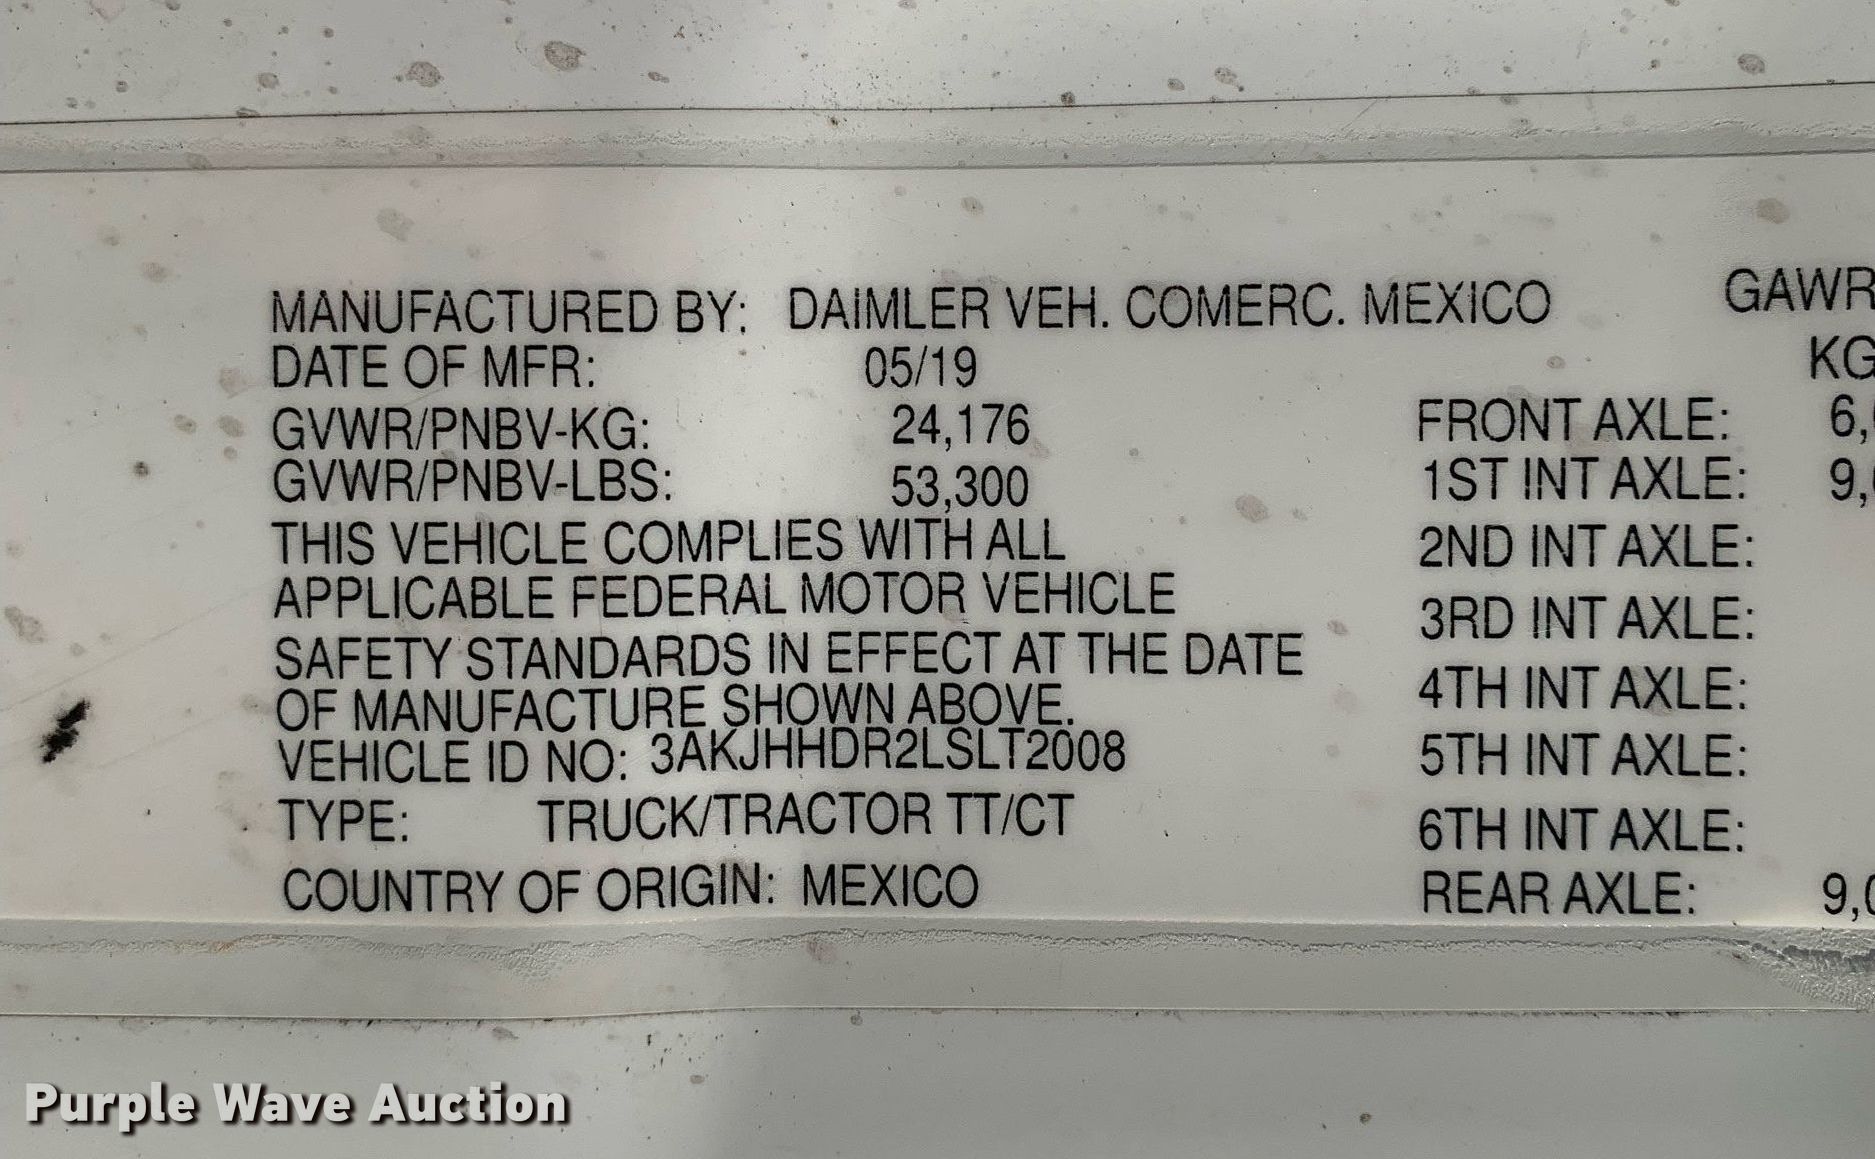 MANUFACTURED BY: DAIMLER VEH. COMERC. MEXICO
DATE OF MFR: 05/19
GVWR/PNBV-KG: 24,176
GVWR/PNBV-LBS: 53,300
THIS VEHICLE COMPLIES WITH ALL
APPLICABLE FEDERAL MOTOR VEHICLE
SAFETY STANDARDS IN EFFECT AT THE DATE
OF MANUFACTURE SHOWN ABOVE.
VEHICLE ID NO: 3AKJHHDR2LSLT2008
TYPE: TRUCK/TRACTOR TT/CT
COUNTRY OF ORIGIN: MEXICO
GAWR
KG
FRONT AXLE:
1ST INT AXLE:
2ND INT AXLE:
3RD INT AXLE:
4TH INT AXLE:
5TH INT AXLE:
6TH INT AXLE:
REAR AXLE:
Purple Wave Auction